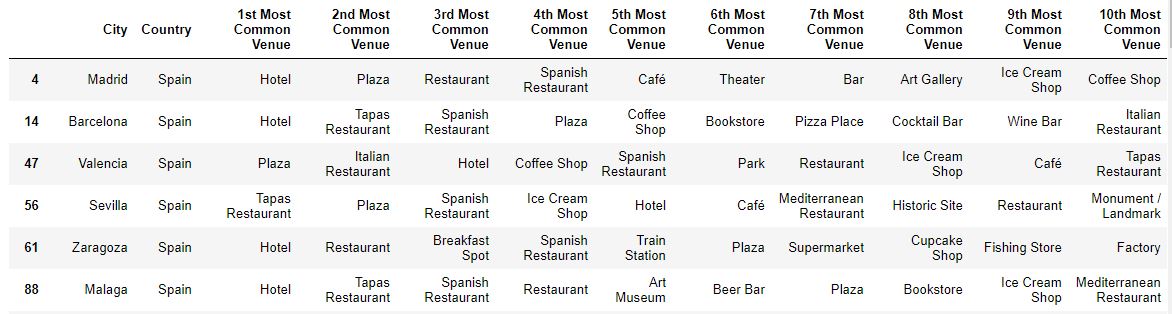 City Country 1st Most Common Venue 2nd Most Common Venue 3rd Most Common Venue 4th Most Common Venue 5th Most Common Venue 6th Most Common Venue 7th Most Common Venue 8th Most Common Venue 9th Most Common Venue 10th Most Common Venue
4 Madrid Spain Hotel Plaza Restaurant Spanish Restaurant Café Theater Bar Art Gallery Ice Cream Shop Coffee Shop
14 Barcelona Spain Hotel Tapas Restaurant Spanish Restaurant Plaza Coffee Shop Bookstore Pizza Place Cocktail Bar Wine Bar Italian Restaurant
47 Valencia Spain Plaza Italian Restaurant Hotel Coffee Shop Spanish Restaurant Park Restaurant Ice Cream Shop Café Tapas Restaurant
56 Sevilla Spain Tapas Restaurant Plaza Spanish Restaurant Ice Cream Shop Hotel Café Mediterranean Restaurant Historic Site Restaurant Monument / Landmark
61 Zaragoza Spain Hotel Restaurant Breakfast Spot Spanish Restaurant Train Station Plaza Supermarket Cupcake Shop Fishing Store Factory
88 Malaga Spain Hotel Tapas Restaurant Spanish Restaurant Restaurant Art Museum Beer Bar Plaza Bookstore Ice Cream Shop Mediterranean Restaurant